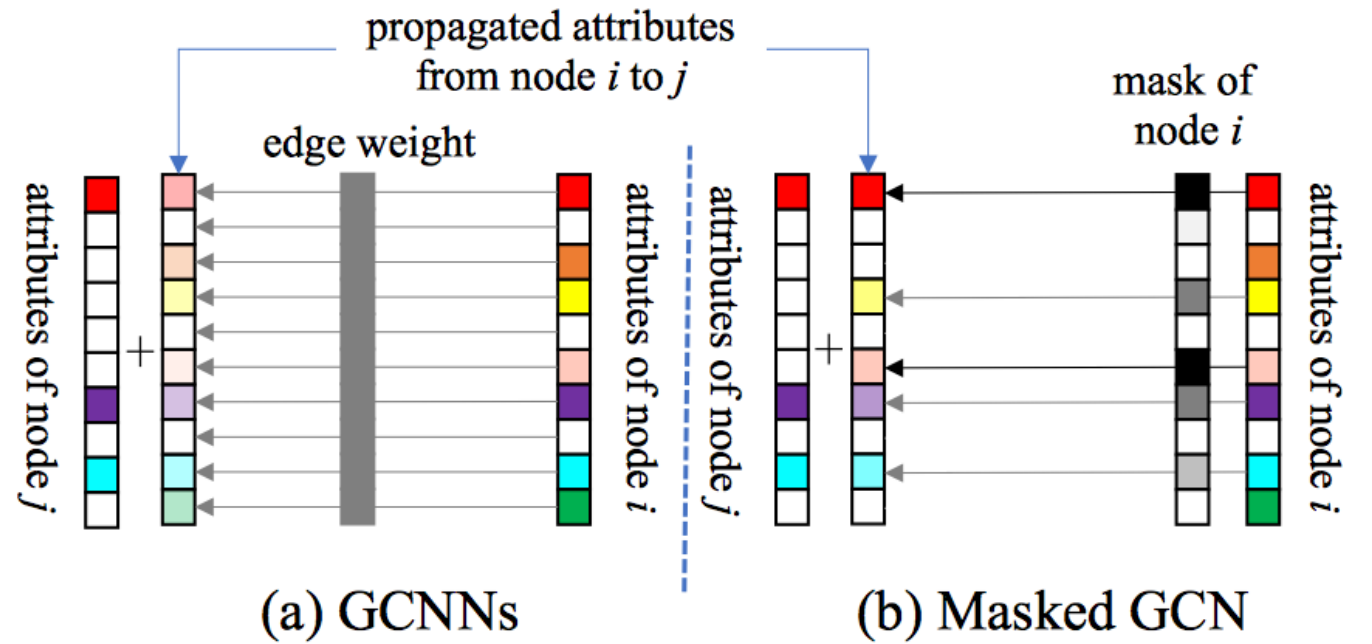 propagated attributes
from node i to j
mask of
node i
edge weight
attributes of node j
+
attributes of node i
attributes of node j
+
attributes of node i
(a) GCNNs
(b) Masked GCN